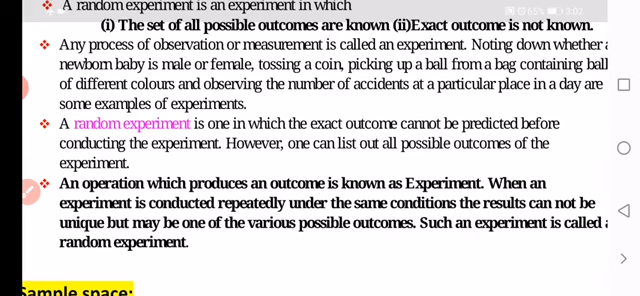 A random experiment is an experiment in which
(i) The set of all possible outcomes are known (ii)Exact outcome is not known.
Any process of observation or measurement is called an experiment. Noting down whether a
newborn baby is male or female, tossing a coin, picking up a ball from a bag containing ball
of different colours and observing the number of accidents at a particular place in a day are
some examples of experiments.
A random experiment is one in which the exact outcome cannot be predicted before
conducting the experiment. However, one can list out all possible outcomes of the
experiment.
An operation which produces an outcome is known as Experiment. When an
experiment is conducted repeatedly under the same conditions the results can not be
unique but may be one of the various possible outcomes. Such an experiment is called a
random experiment.
Sample space: